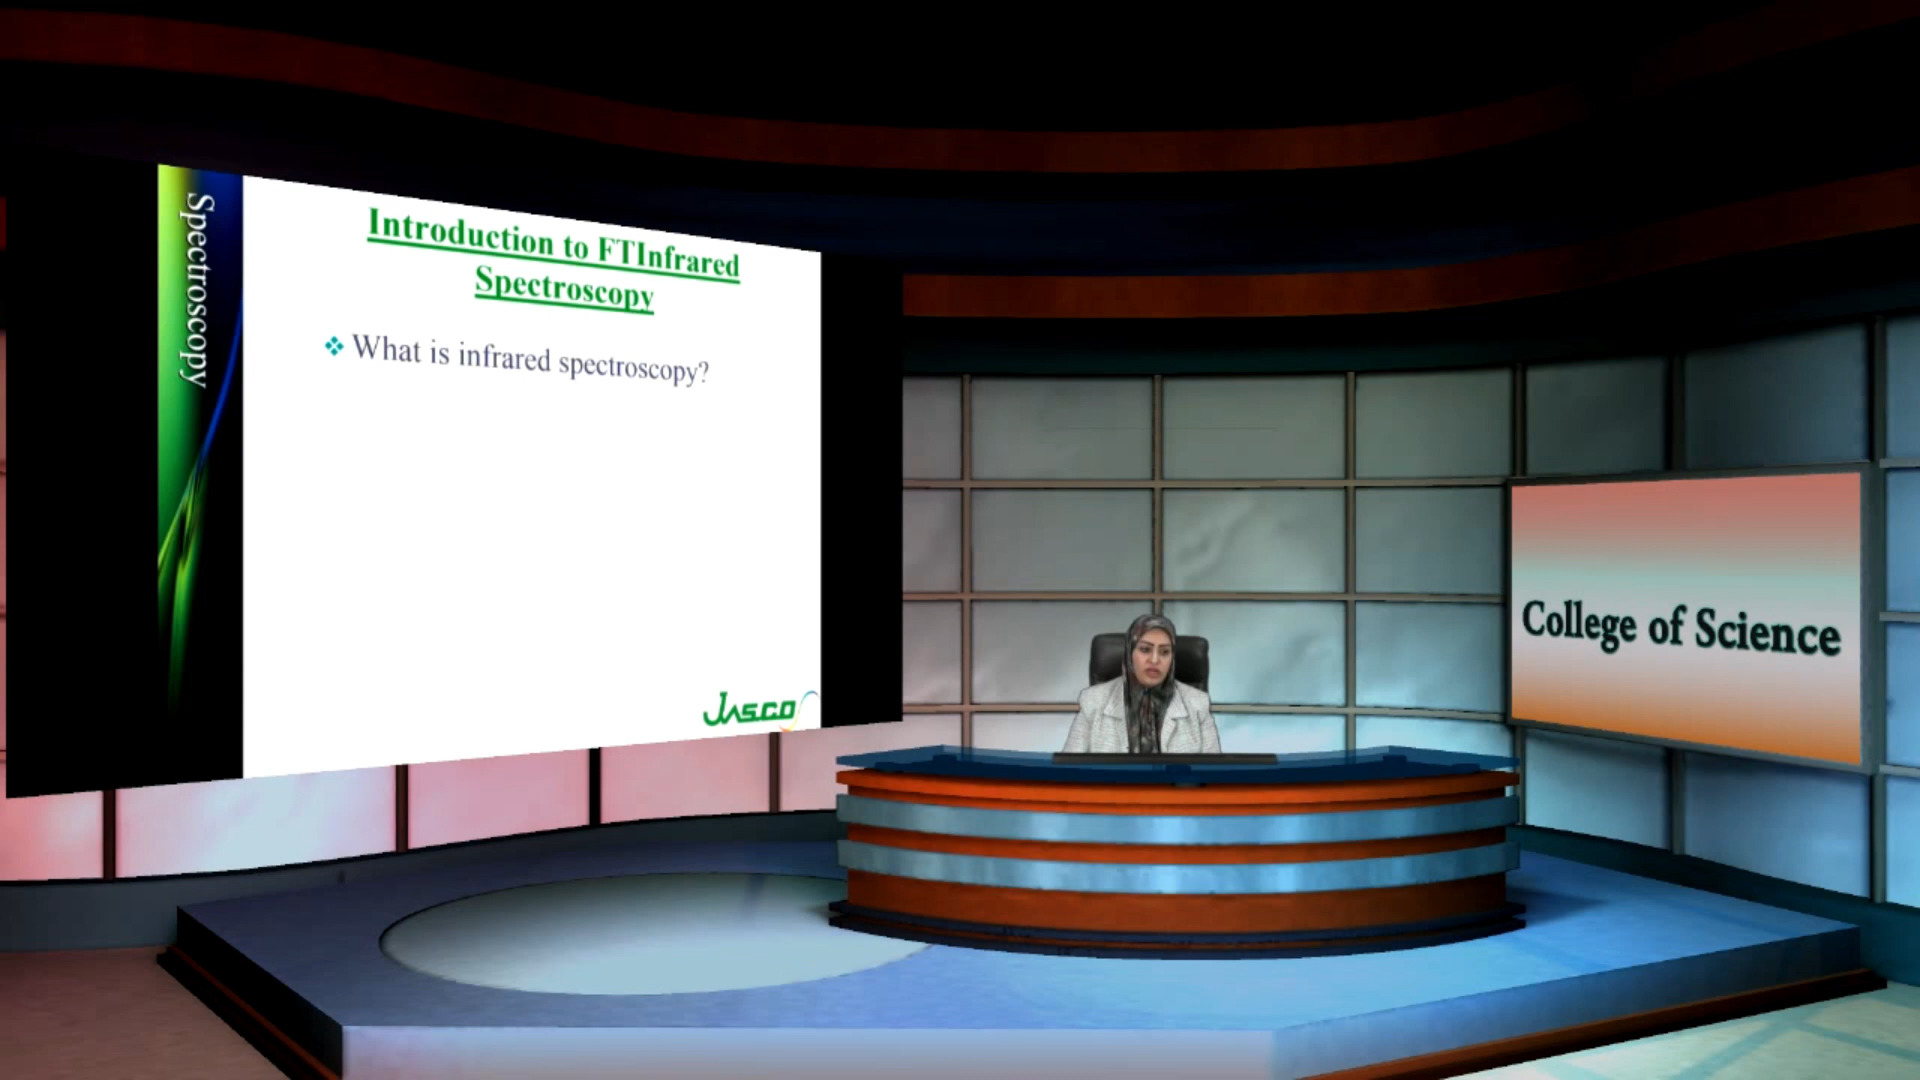 Spectroscopy
Introduction to FTInfrared
Spectroscopy
What is infrared spectroscopy?
Jasco
College of Science